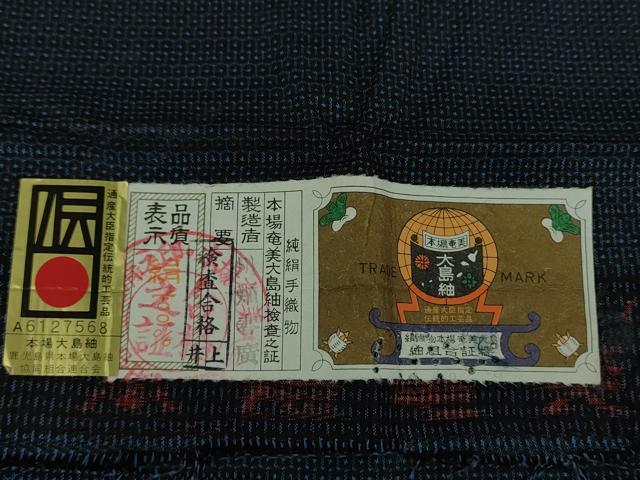 伝
通産大臣指定伝統的工芸品
A6127568
本場大島紬
鹿児島県本場大島紬
協同組合連合会
純絹手織物
本場奄美大島紬検査之証
製造者
摘要
品質
表示
検査合格
井上
本場奄美
大島紬
TRADE MARK
通産大臣指定
伝統的工芸品